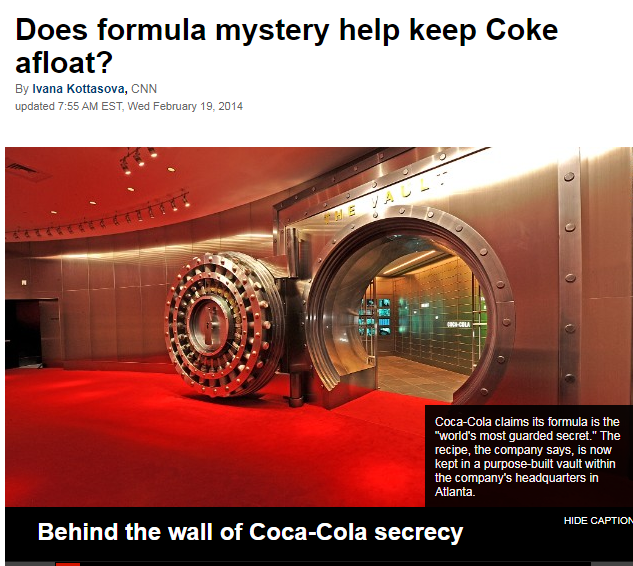 Does formula mystery help keep Coke
afloat?
By Ivana Kottasova, CNN
updated 7:55 AM EST, Wed February 19, 2014
THE VAULT
COCA-COLA
Coca-Cola claims its formula is the
"world's most guarded secret." The
recipe, the company says, is now
kept in a purpose-built vault within
the company's headquarters in
Atlanta.
HIDE CAPTION
Behind the wall of Coca-Cola secrecy